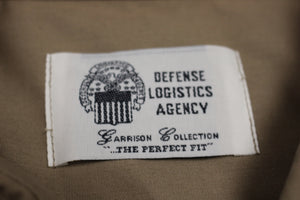 DEFENSE
LOGISTICS
AGENCY
GARRISON COLLECTION
"...THE PERFECT FIT"